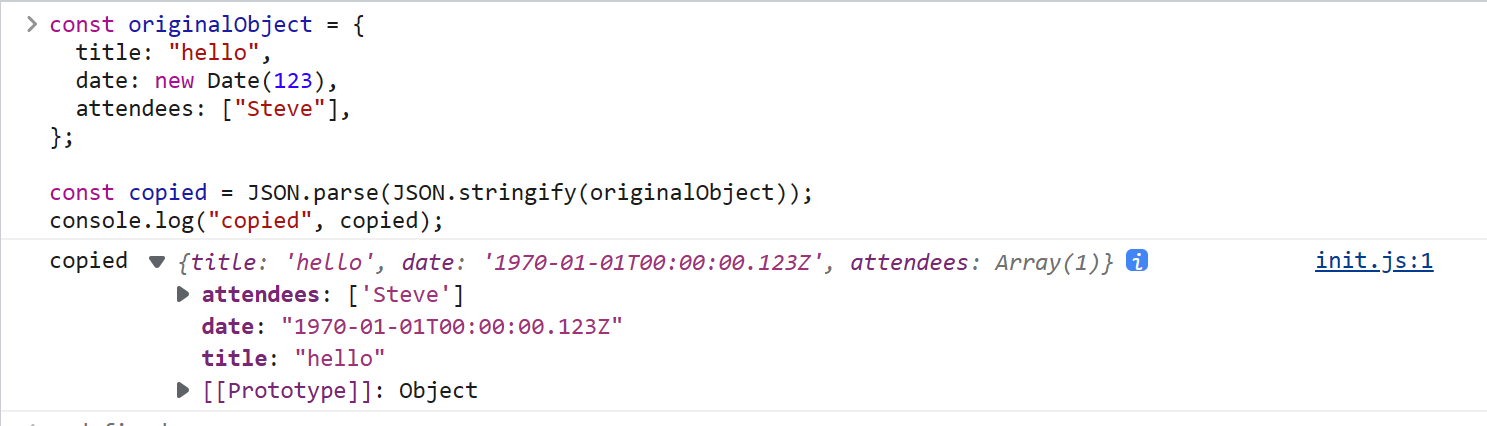 const originalObject = {
title: "hello",
date: new Date(123),
attendees: ["Steve"],
};
const copied = JSON.parse(JSON.stringify(originalObject));
console.log("copied", copied);
copied {title: 'hello', date: '1970-01-01T00:00:00.123Z', attendees: Array(1)} i init.js:1
attendees: ['Steve']
date: "1970-01-01T00:00:00.123Z"
title: "hello"
[[Prototype]]: Object